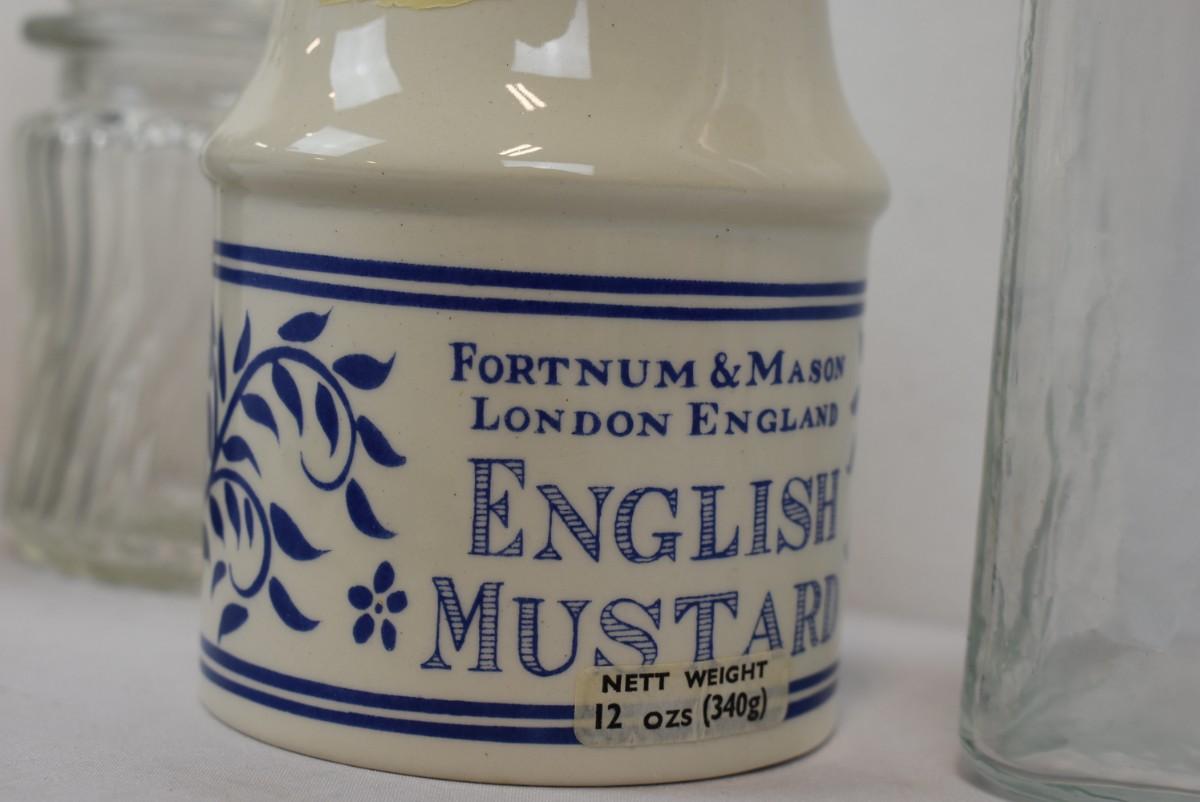 FORTNUM & MASON
LONDON ENGLAND
ENGLISH
MUSTARD
NETT WEIGHT
12 OZS (340g)